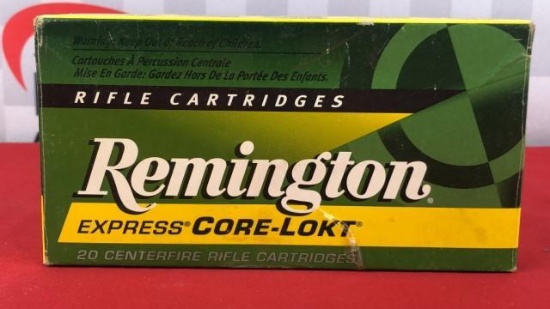 Warning: Keep Out of Reach of Children.
Cartouches À Percussion Centrale
Mise En Garde: Gardez Hors De La Portée Des Enfants.
RIFLE CARTRIDGES
Remington®
EXPRESS® CORE-LOKT®
20 CENTERFIRE RIFLE CARTRIDGES